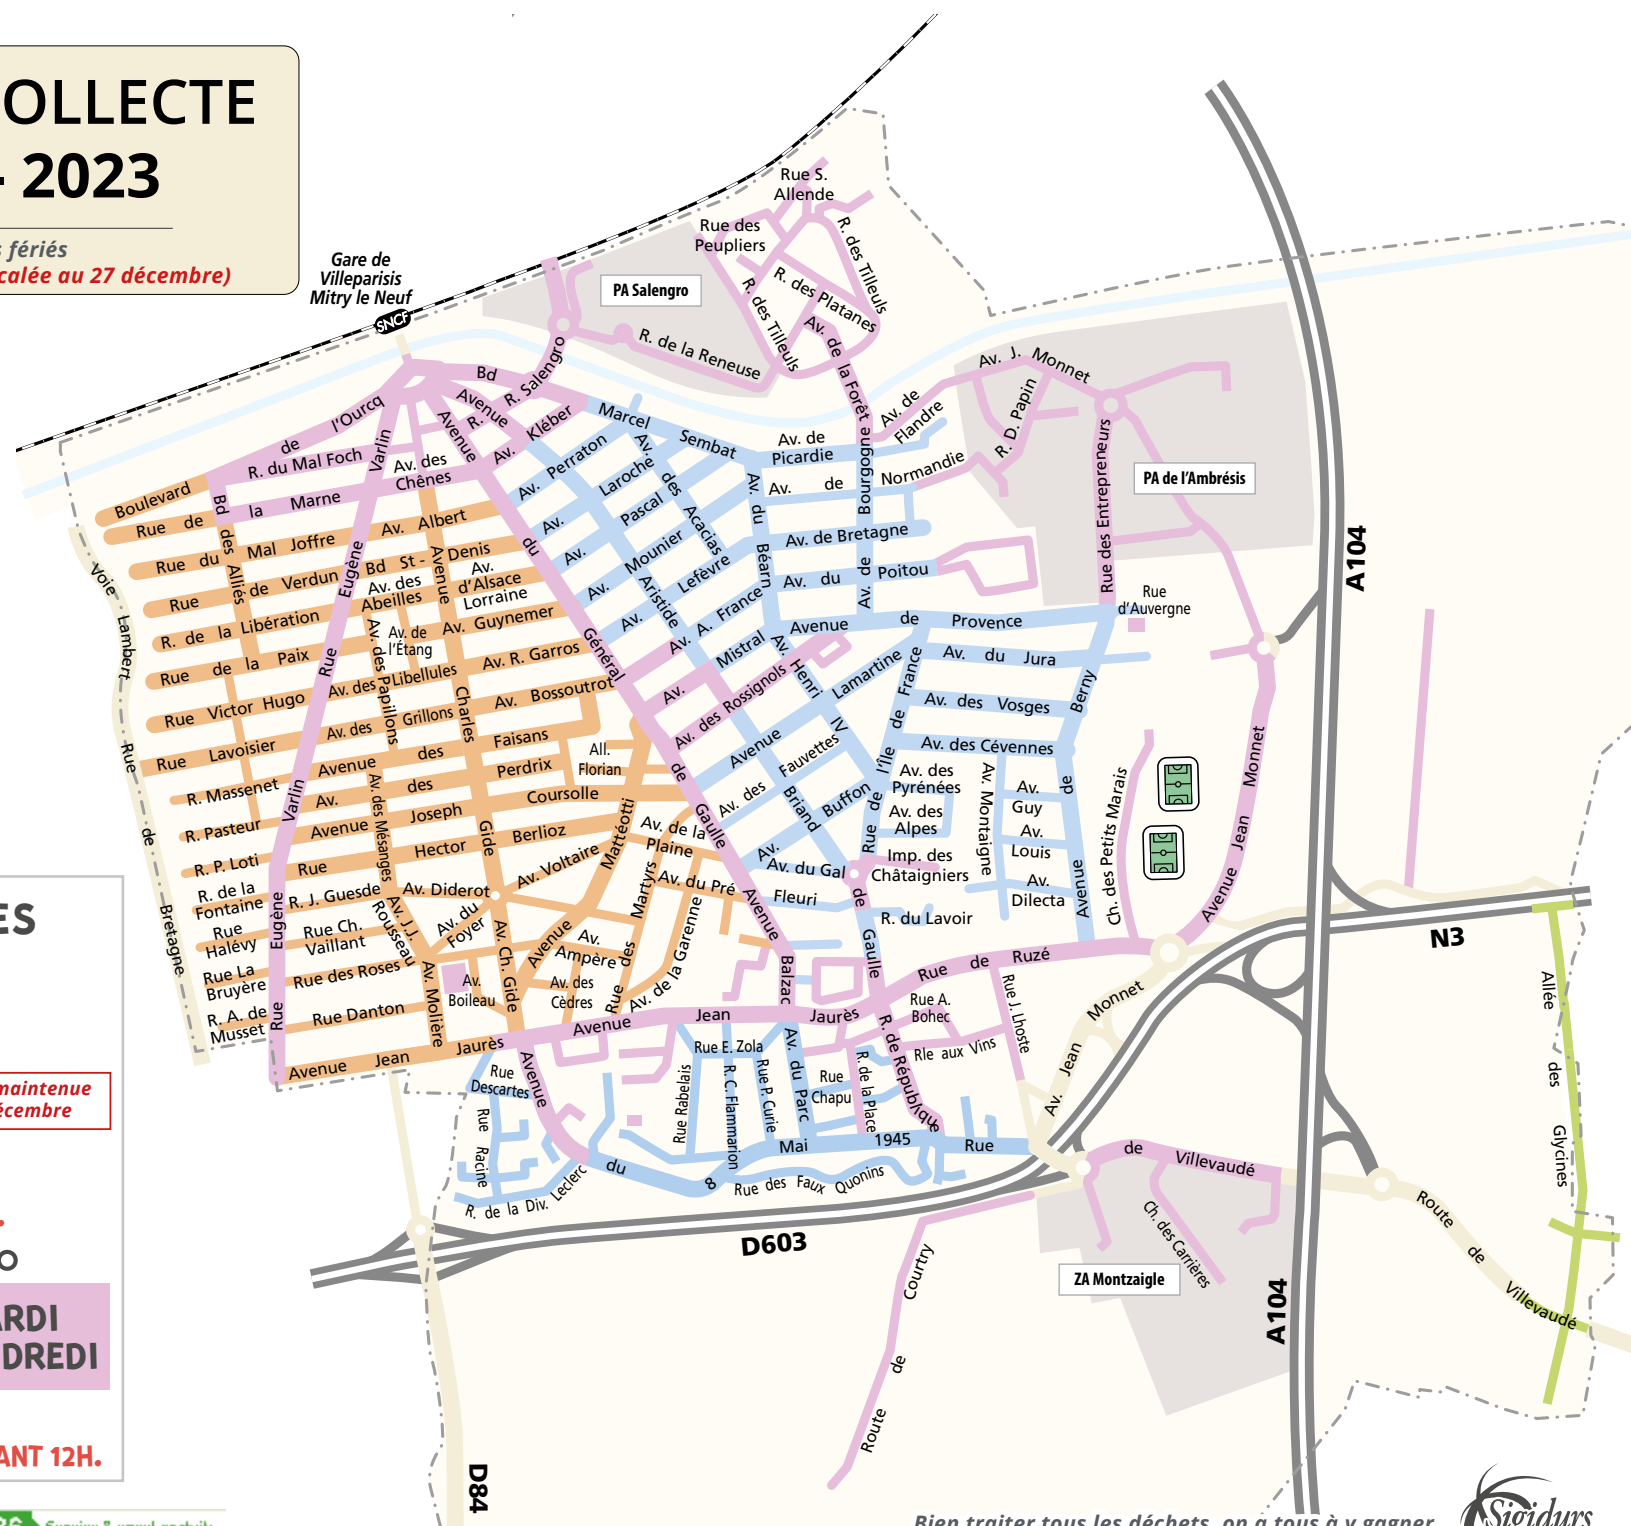 OLLECTE
- 2023
s fériés
calée au 27 décembre)
Gare de
Villeparisis
Mitry le Neuf
SNCF
PA Salengro
Rue S.
Allende
Rue des
Peupliers
R. des Tilleuls
R. des Platanes
R. des Tilleuls
R. de la Reneuse
Av. de la Forêt
Bd
R. Salengro
Avenue
R. Kléber
Av.
Avenue
de l'Ourcq
R. du Mal Foch
Varlin
Av. des
Chênes
la Marne
Boulevard
Rue de
Bd des Alliés
Marcel
Sembat
Av. de
Picardie
Av. de
Flandre
Av. J. Monnet
R. D. Papin
PA de l'Ambrésis
Av. de Normandie
Av. de Bourgogne
Av. de Bretagne
Av. du Poitou
Av. du Béarn
Av. Perraton
Av. Laroche
Av. Pascal
Av. Mounier
Av. Lefèvre
Av. A. France
Av. Mistral
Av. des Acacias
Aristide
Briand
Av. des Rossignols
Av. Henri IV
Avenue de Provence
Rue des Entrepreneurs
Rue
d'Auvergne
A104
Rue du Mal Joffre
Av. Albert
Rue de Verdun
Bd St-Denis
R. de la Libération
Av. des
Abeilles
Av.
d'Alsace
Lorraine
Rue de la Paix
Av. de
l'Étang
Av. Guynemer
Rue Victor Hugo
Av. des Libellules
Av. R. Garros
Rue Lavoisier
Av. des Grillons
Av. Bossoutrot
R. Massenet
Avenue des Faisans
R. Pasteur
Av. des Perdrix
R. P. Loti
Avenue Joseph Coursolle
R. de la
Fontaine
Rue Hector Berlioz
Rue
Halévy
R. J. Guesde
Av. Diderot
Av. Voltaire
Rue La
Bruyère
Rue Ch.
Vaillant
Rue des Roses
R. A. de
Musset
Rue Danton
Rue Eugène Varlin
Rue Eugène
Voie Lambert
Rue de Bretagne
Avenue Charles Gide
Av. des Papillons
Av. des Mésanges
Av. J.J.
Rousseau
Av. du
Foyer
Av. Molière
Av. Ch. Gide
Av.
Boileau
All.
Florian
Avenue Mattéotti
Av. de la
Plaine
Av. du Pré
Rue des Martyrs
Av. de la Garenne
Av.
Ampère
Av. des
Cèdres
du Général de Gaulle
Avenue
Balzac
Avenue Lamartine
Av. des Fauvettes
Av. Buffon
Av. du Gal
de Gaulle
Fleuri
Rue de l'Île de France
Av. du Jura
Av. des Vosges
Av. des Cévennes
Av. des
Pyrénées
Av. des
Alpes
Imp. des
Châtaigniers
R. du Lavoir
Av. Montaigne
Av.
Guy
Av.
Louis
Av.
Dilecta
Avenue de Berny
Ch. des Petits Marais
Avenue Jean Monnet
N3
Avenue Jean Jaurès
Avenue Jean Jaurès
Rue de Ruzé
Rue A.
Bohec
Rle aux Vins
Rue J. Lhoste
Av. Jean Monnet
Rue
Descartes
Rue Racine
Avenue
R. de la Div. Leclerc
Rue E. Zola
Rue Rabelais
R. C. Flammarion
Rue P. Curie
Av. du Parc
Rue
Chapu
R. de la Place
R. de République
Rue du 8 Mai 1945
Rue des Faux Quonins
D603
Route de Courtry
de Villevaudé
Ch. des Carrières
ZA Montzaigle
A104
Route de Villevaudé
Allée des Glycines
D84
ES
maintenue
écembre
ARDI
DREDI
ANT 12H.
Bien traiter tous les déchets, on a tous à y gagner
Sigidurs